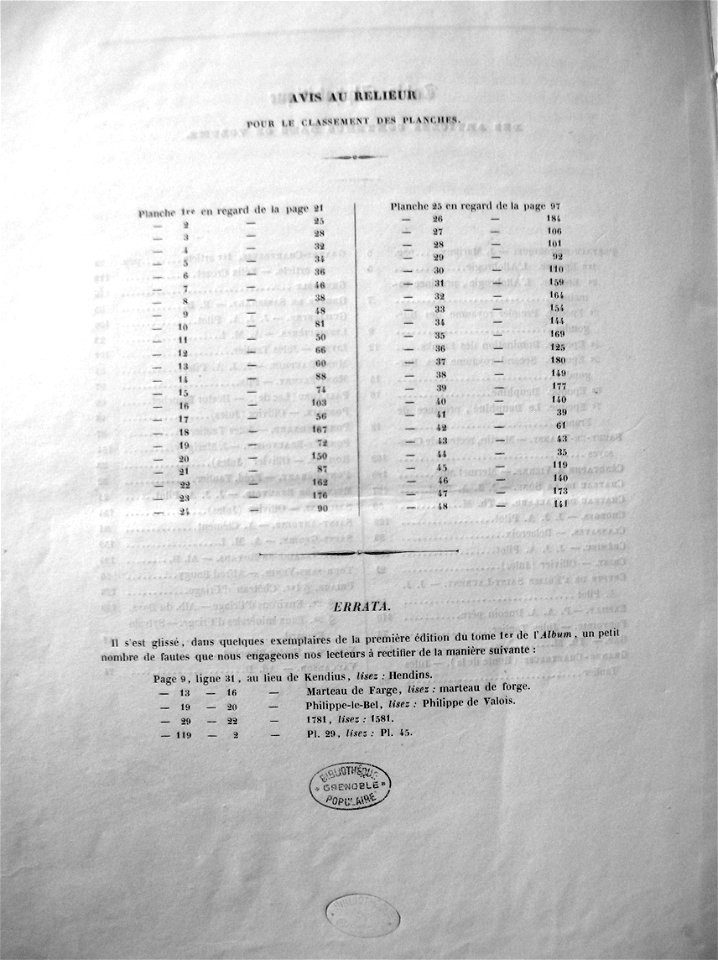 AVIS AU RELIEUR
POUR LE CLASSEMENT DES PLANCHES.
Planche 1re en regard de la page 21
— 2 — 25
— 3 — 28
— 4 — 32
— 5 — 34
— 6 — 36
— 7 — 46
— 8 — 38
— 9 — 48
— 10 — 81
— 11 — 50
— 12 — 66
— 13 — 60
— 14 — 88
— 15 — 74
— 16 — 103
— 17 — 56
— 18 — 167
— 19 — 72
— 20 — 150
— 21 — 87
— 22 — 162
— 23 — 176
— 24 — 90
Planche 25 en regard de la page 97
— 26 — 184
— 27 — 106
— 28 — 101
— 29 — 92
— 30 — 110
— 31 — 159
— 32 — 164
— 33 — 154
— 34 — 144
— 35 — 169
— 36 — 125
— 37 — 180
— 38 — 149
— 39 — 177
— 40 — 140
— 41 — 39
— 42 — 61
— 43 — 43
— 44 — 35
— 45 — 119
— 46 — 140
— 47 — 173
— 48 — 141
ERRATA.
Il s'est glissé, dans quelques exemplaires de la première édition du tome 1er de l'Album, un petit
nombre de fautes que nous engageons nos lecteurs à rectifier de la manière suivante :
Page 9, ligne 31, au lieu de Kendius, lisez : Hendins.
— 13 — 16 — Marteau de Farge, lisez : marteau de forge.
— 19 — 20 — Philippe-le-Bel, lisez : Philippe de Valois.
— 29 — 22 — 1781, lisez : 1581.
— 119 — 2 — Pl. 29, lisez : Pl. 45.
BIBLIOTHÈQUE
GRENOBLE
POPULAIRE